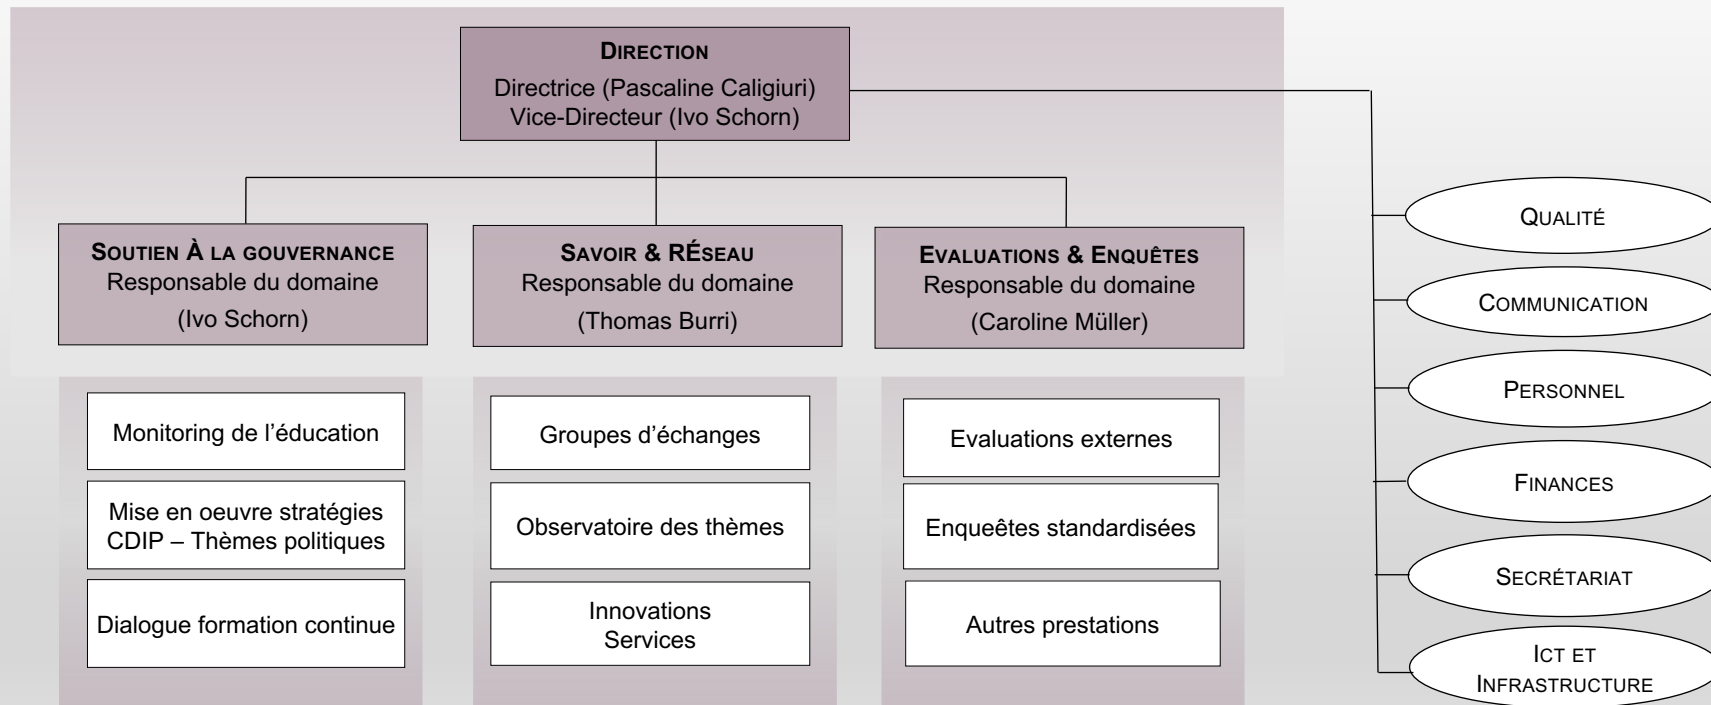 DIRECTION
Directrice (Pascaline Caligiuri)
Vice-Directeur (Ivo Schorn)
SOUTIEN À LA GOUVERNANCE
Responsable du domaine
(Ivo Schorn)
SAVOIR & RÉSEAU
Responsable du domaine
(Thomas Burri)
EVALUATIONS & ENQUÊTES
Responsable du domaine
(Caroline Müller)
Monitoring de l’éducation
Mise en oeuvre stratégies
CDIP – Thèmes politiques
Dialogue formation continue
Groupes d’échanges
Observatoire des thèmes
Innovations
Services
Evaluations externes
Enqueêtes standardisées
Autres prestations
QUALITÉ
COMMUNICATION
PERSONNEL
FINANCES
SECRÉTARIAT
ICT ET
INFRASTRUCTURE